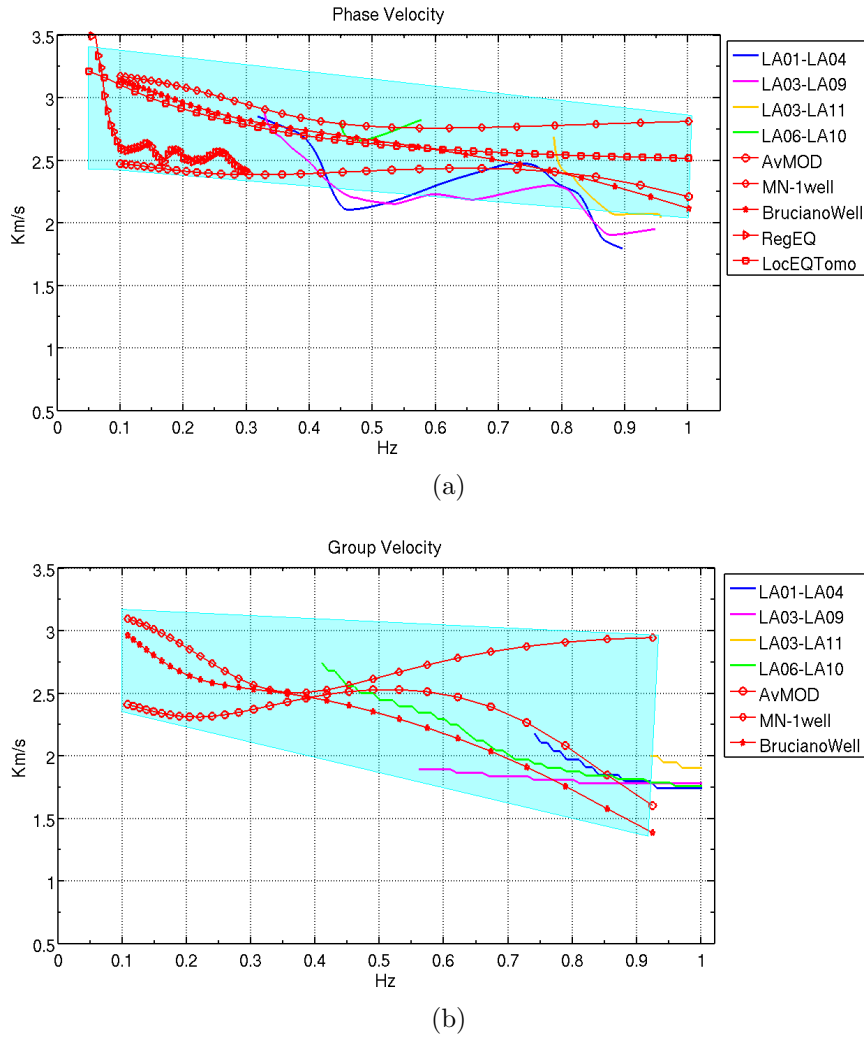 Phase Velocity
3.5
3
2.5
2
1.5
1
0.5
Km/s
0 0.1 0.2 0.3 0.4 0.5 0.6 0.7 0.8 0.9 1
Hz
LA01-LA04
LA03-LA09
LA03-LA11
LA06-LA10
AvMOD
MN-1well
BrucianoWell
RegEQ
LocEQTomo
(a)
Group Velocity
3.5
3
2.5
2
1.5
1
0.5
Km/s
0 0.1 0.2 0.3 0.4 0.5 0.6 0.7 0.8 0.9 1
Hz
LA01-LA04
LA03-LA09
LA03-LA11
LA06-LA10
AvMOD
MN-1well
BrucianoWell
(b)